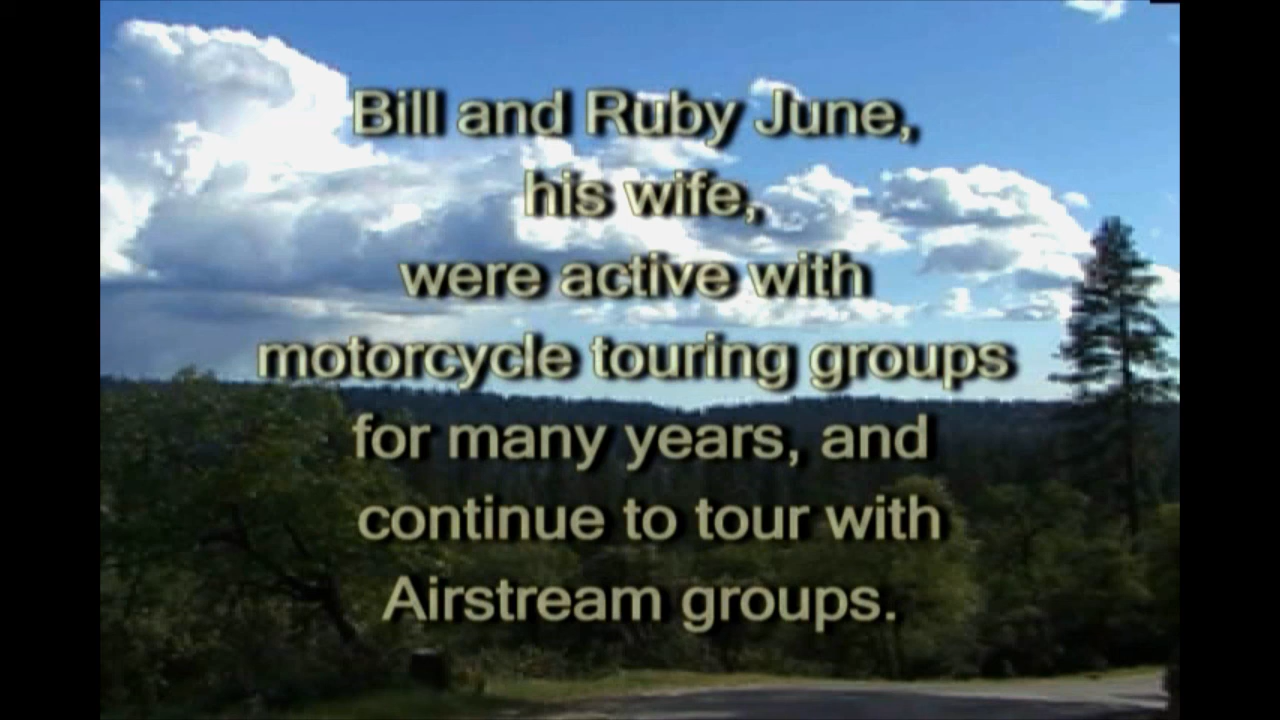 Bill and Ruby June,
his wife,
were active with
motorcycle touring groups
for many years, and
continue to tour with
Airstream groups.